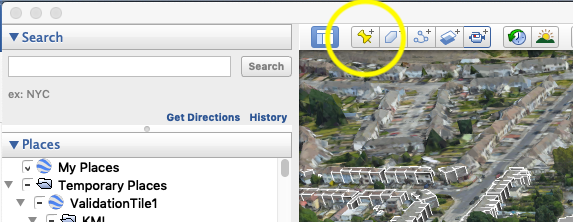 Search
Search
ex: NYC
Get Directions History
Places
My Places
Temporary Places
ValidationTile1
KML